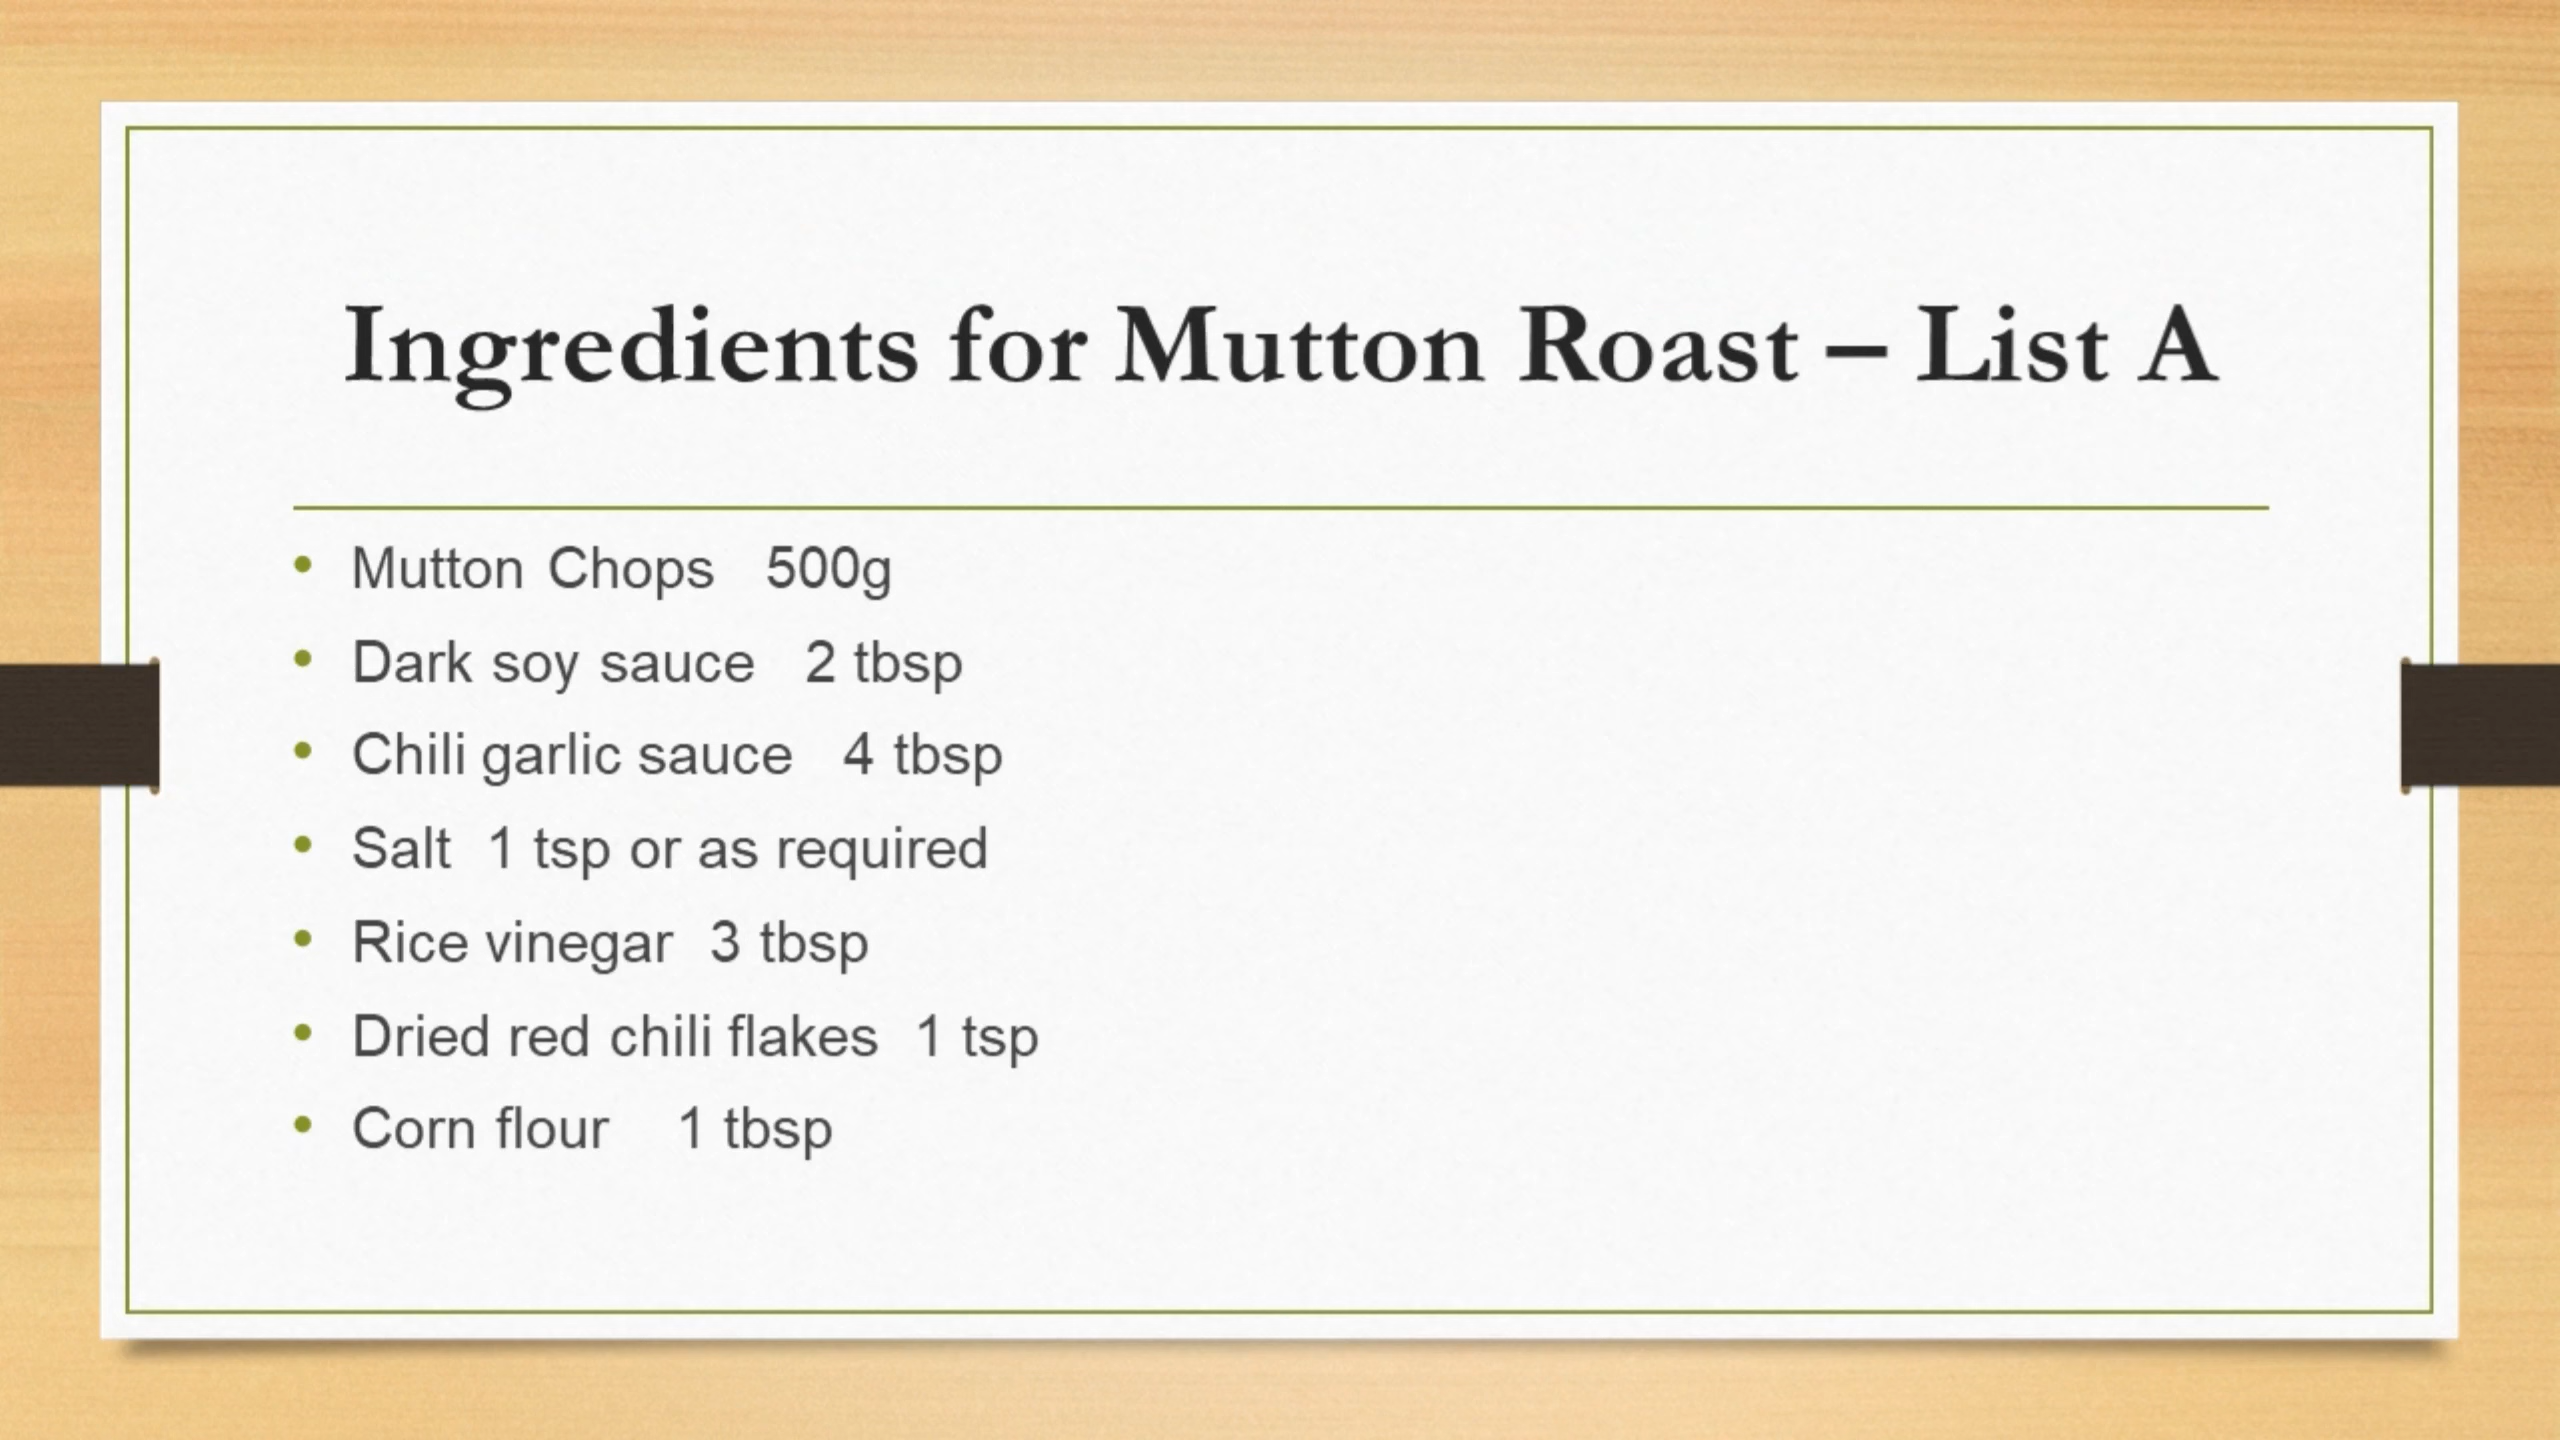 Ingredients for Mutton Roast – List A
• Mutton Chops 500g
• Dark soy sauce 2 tbsp
• Chili garlic sauce 4 tbsp
• Salt 1 tsp or as required
• Rice vinegar 3 tbsp
• Dried red chili flakes 1 tsp
• Corn flour 1 tbsp